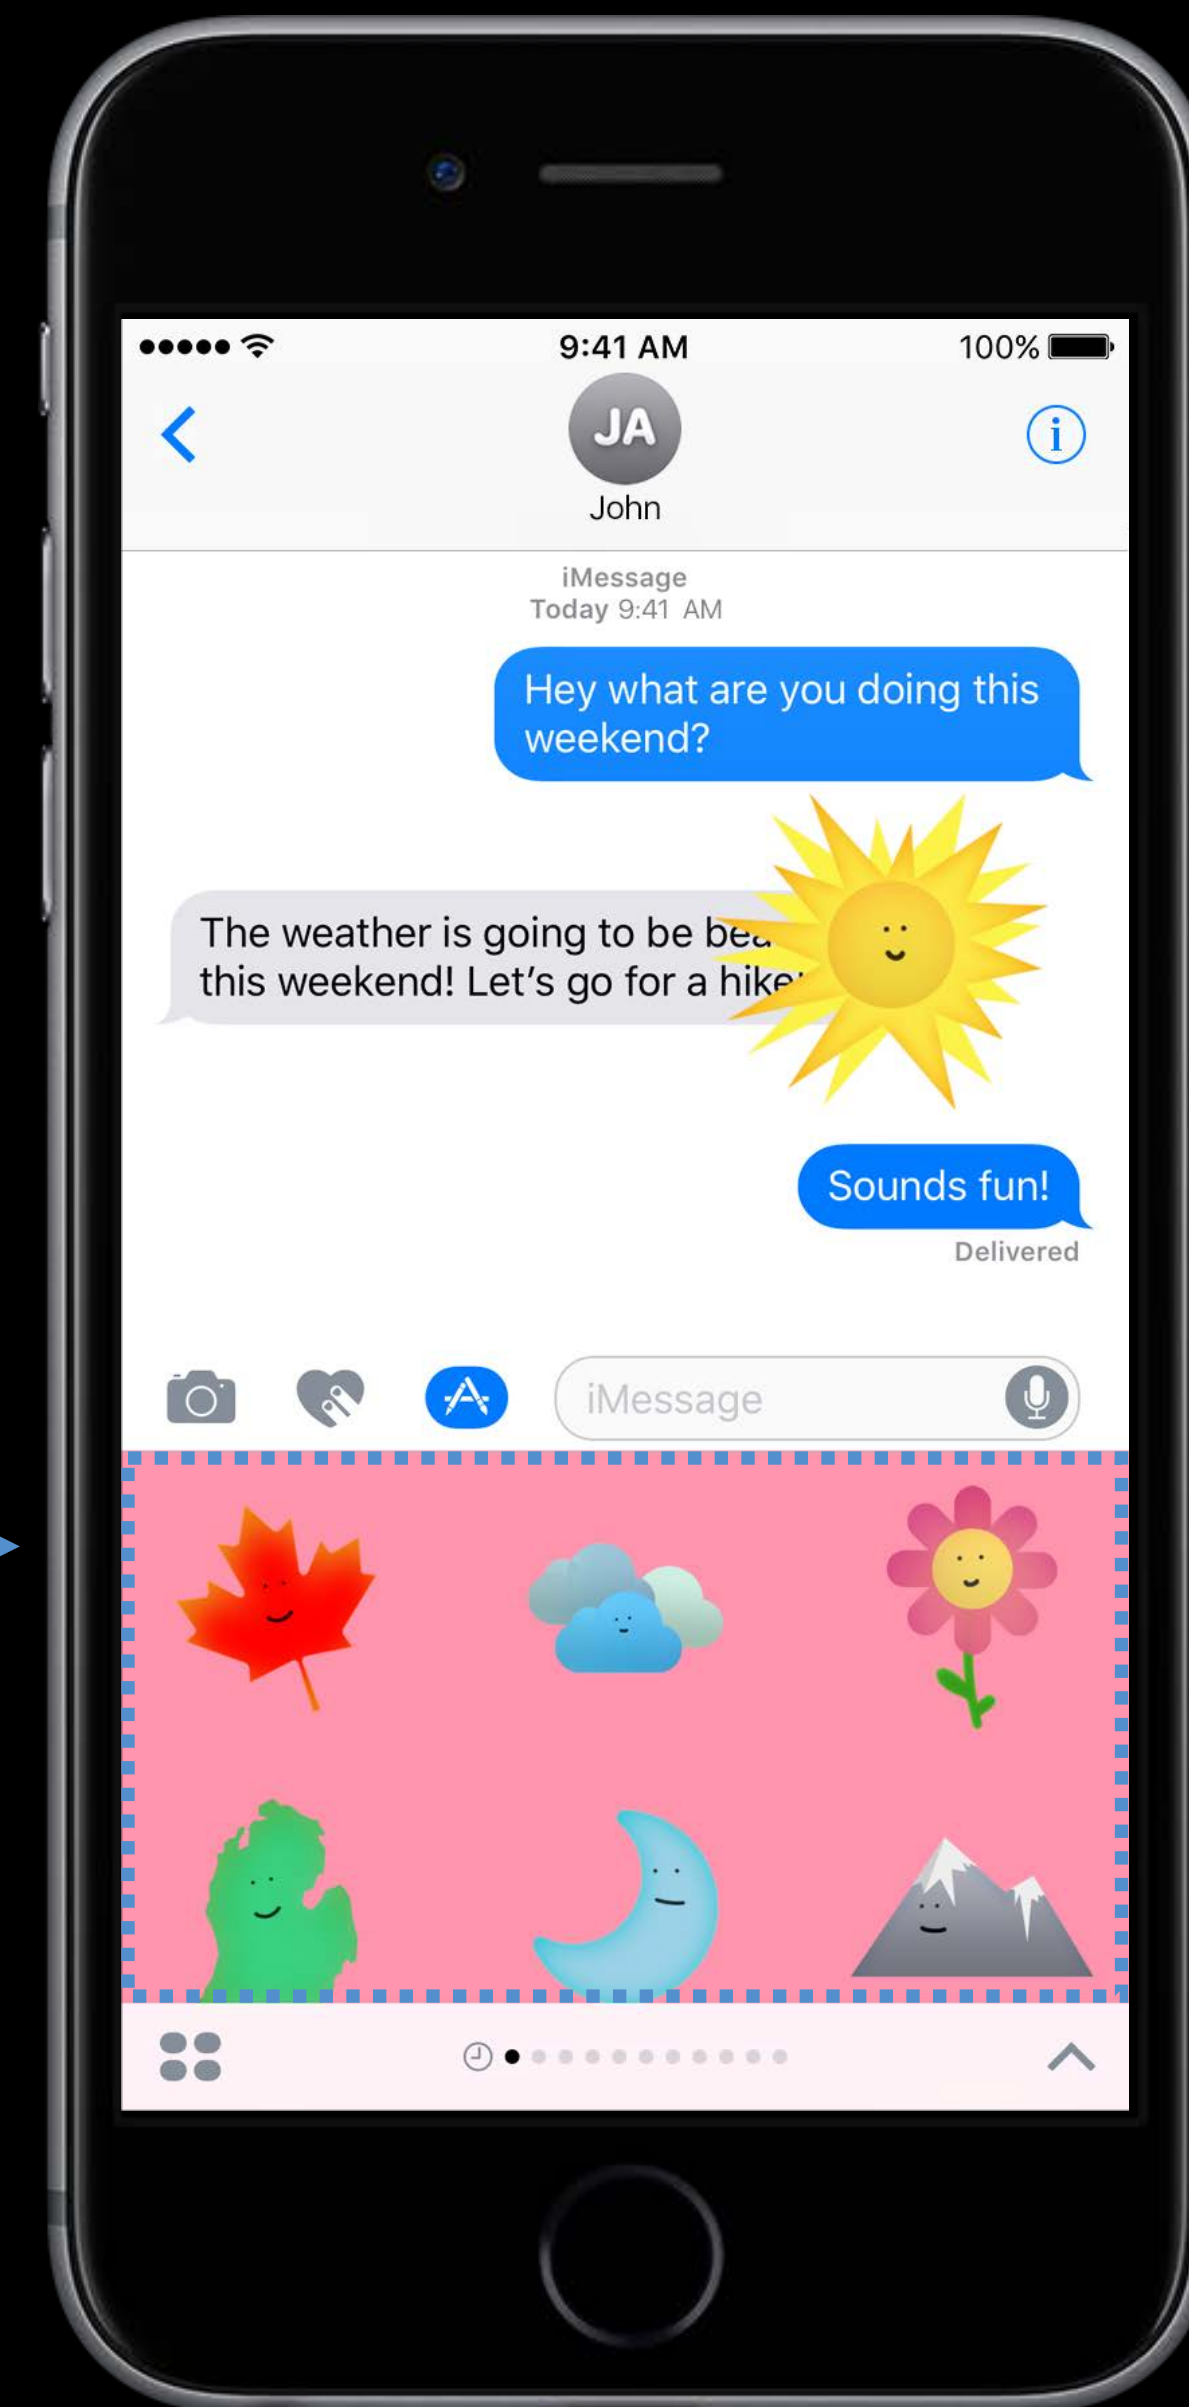 9:41 AM
100%
JA
John
i
iMessage
Today 9:41 AM
Hey what are you doing this
weekend?
The weather is going to be
this weekend! Let's go for a hike
Sounds fun!
Delivered
iMessage